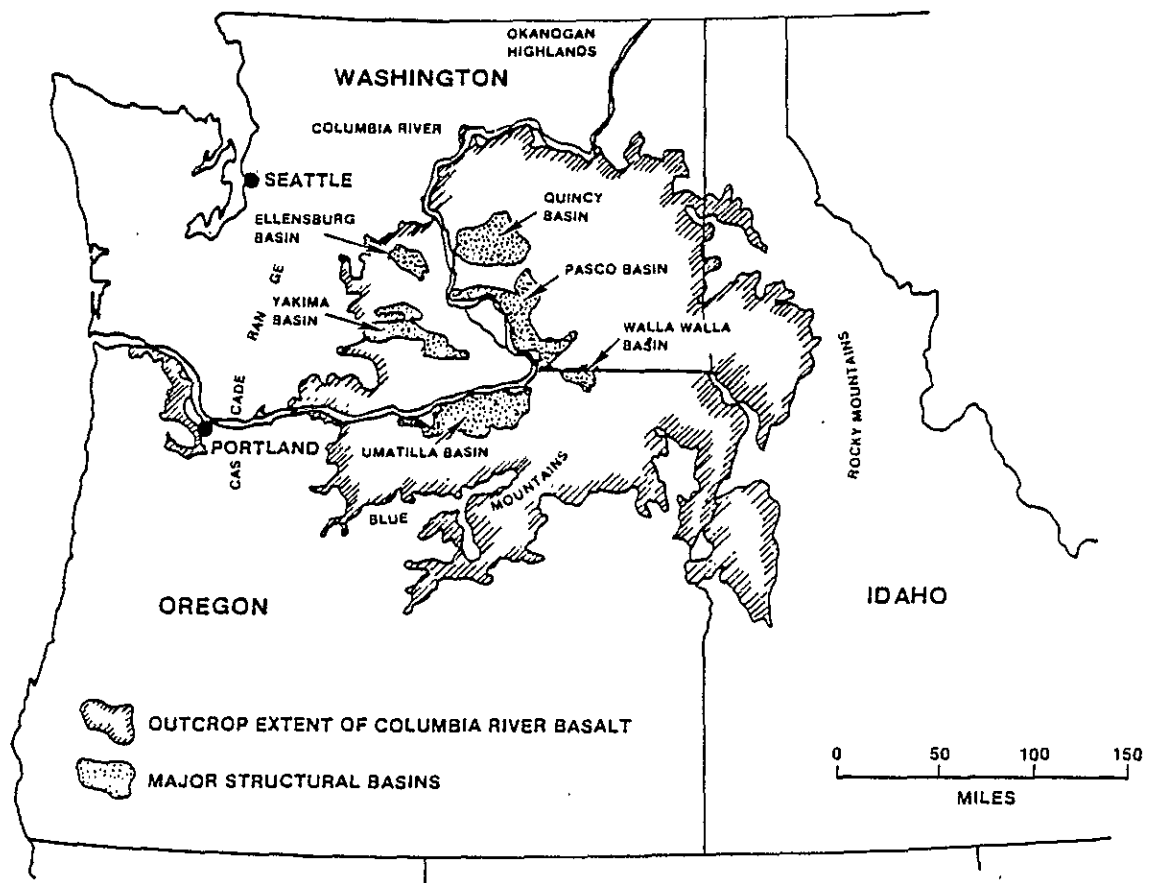 OKANOGAN
HIGHLANDS
WASHINGTON
COLUMBIA RIVER
SEATTLE
QUINCY
BASIN
ELLENSBURG
BASIN
PASCO BASIN
YAKIMA
BASIN
WALLA WALLA
BASIN
CAS CADE RAN GE
ROCKY MOUNTAINS
PORTLAND
UMATILLA BASIN
BLUE MOUNTAINS
OREGON
IDAHO
OUTCROP EXTENT OF COLUMBIA RIVER BASALT
MAJOR STRUCTURAL BASINS
0 50 100 150
MILES